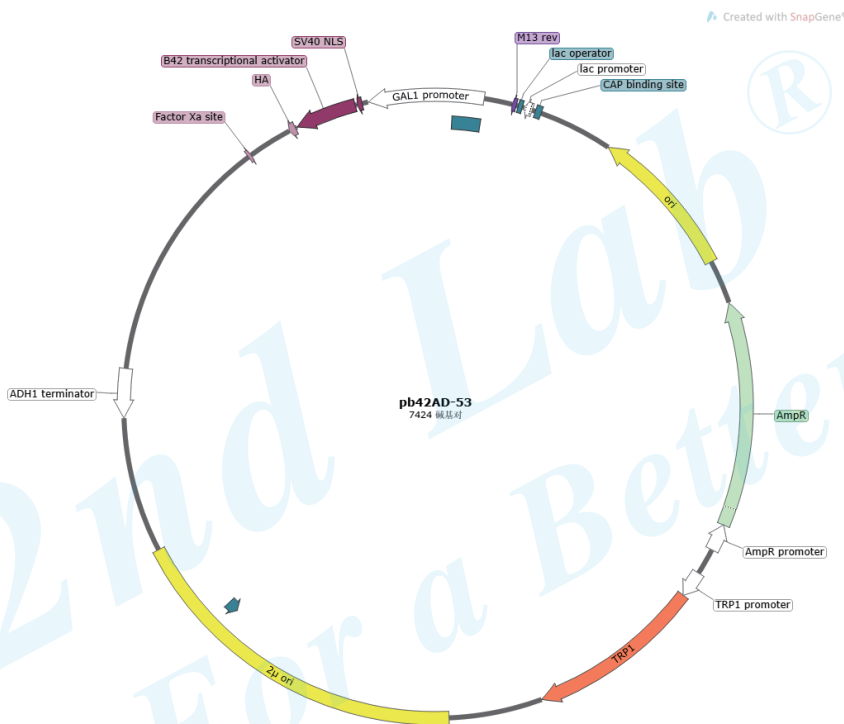 Created with SnapGene®
SV40 NLS
B42 transcriptional activator
HA
Factor Xa site
GAL1 promoter
M13 rev
lac operator
lac promoter
CAP binding site
ori
AmpR
AmpR promoter
TRP1 promoter
TRP1
2μ ori
ADH1 terminator
pb42AD-53
7424 碱基对
2nd Lab ®
For a Better